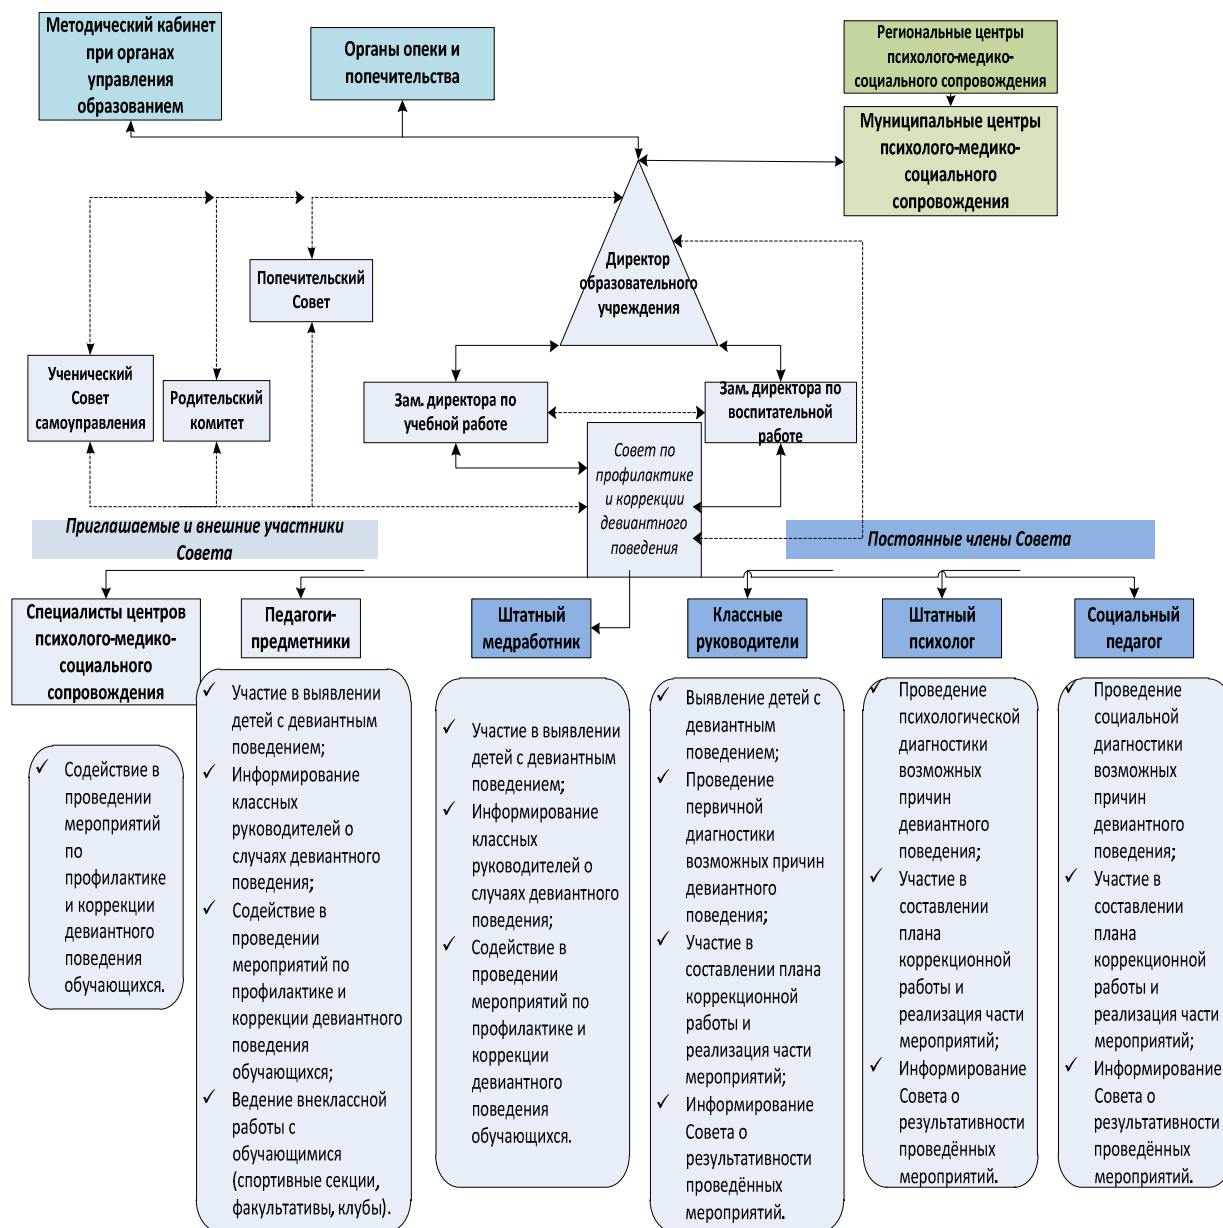 Методический кабинет
при органах
управления
образованием
Органы опеки и
попечительства
Региональные центры
психолого-медико-
социального сопровождения
Муниципальные центры
психолого-медико-
социального
сопровождения
Директор
образовательного
учреждения
Попечительский
Совет
Ученический
Совет
самоуправления
Родительский
комитет
Зам. директора по
учебной работе
Зам. директора по
воспитательной
работе
Совет по
профилактике
и коррекции
девиантного
поведения
Приглашаемые и внешние участники
Совета
Постоянные члены Совета
Специалисты центров
психолого-медико-
социального
сопровождения
Содействие в
проведении
мероприятий
по
профилактике
и коррекции
девиантного
поведения
обучающихся.
Педагоги-
предметники
Участие в выявлении
детей с девиантным
поведением;
Информирование
классных
руководителей о
случаях девиантного
поведения;
Содействие в
проведении
мероприятий по
профилактике и
коррекции девиантного
поведения
обучающихся;
Ведение внеклассной
работы с
обучающимися
(спортивные секции,
факультативы, клубы).
Штатный
медработник
Участие в выявлении
детей с девиантным
поведением;
Информирование
классных
руководителей о
случаях девиантного
поведения;
Содействие в
проведении
мероприятий по
профилактике и
коррекции
девиантного
поведения
обучающихся.
Классные
руководители
Выявление детей с
девиантным
поведением;
Проведение
первичной
диагностики
возможных причин
девиантного
поведения;
Участие в
составлении плана
коррекционной
работы и
реализация части
мероприятий;
Информирование
Совета о
результативности
проведённых
мероприятий.
Штатный
психолог
Проведение
психологической
диагностики
возможных
причин
девиантного
поведения;
Участие в
составлении
плана
коррекционной
работы и
реализация части
мероприятий;
Информирование
Совета о
результативности
проведённых
мероприятий.
Социальный
педагог
Проведение
социальной
диагностики
возможных
причин
девиантного
поведения;
Участие в
составлении
плана
коррекционной
работы и
реализация части
мероприятий;
Информирование
Совета о
результативности
проведённых
мероприятий.